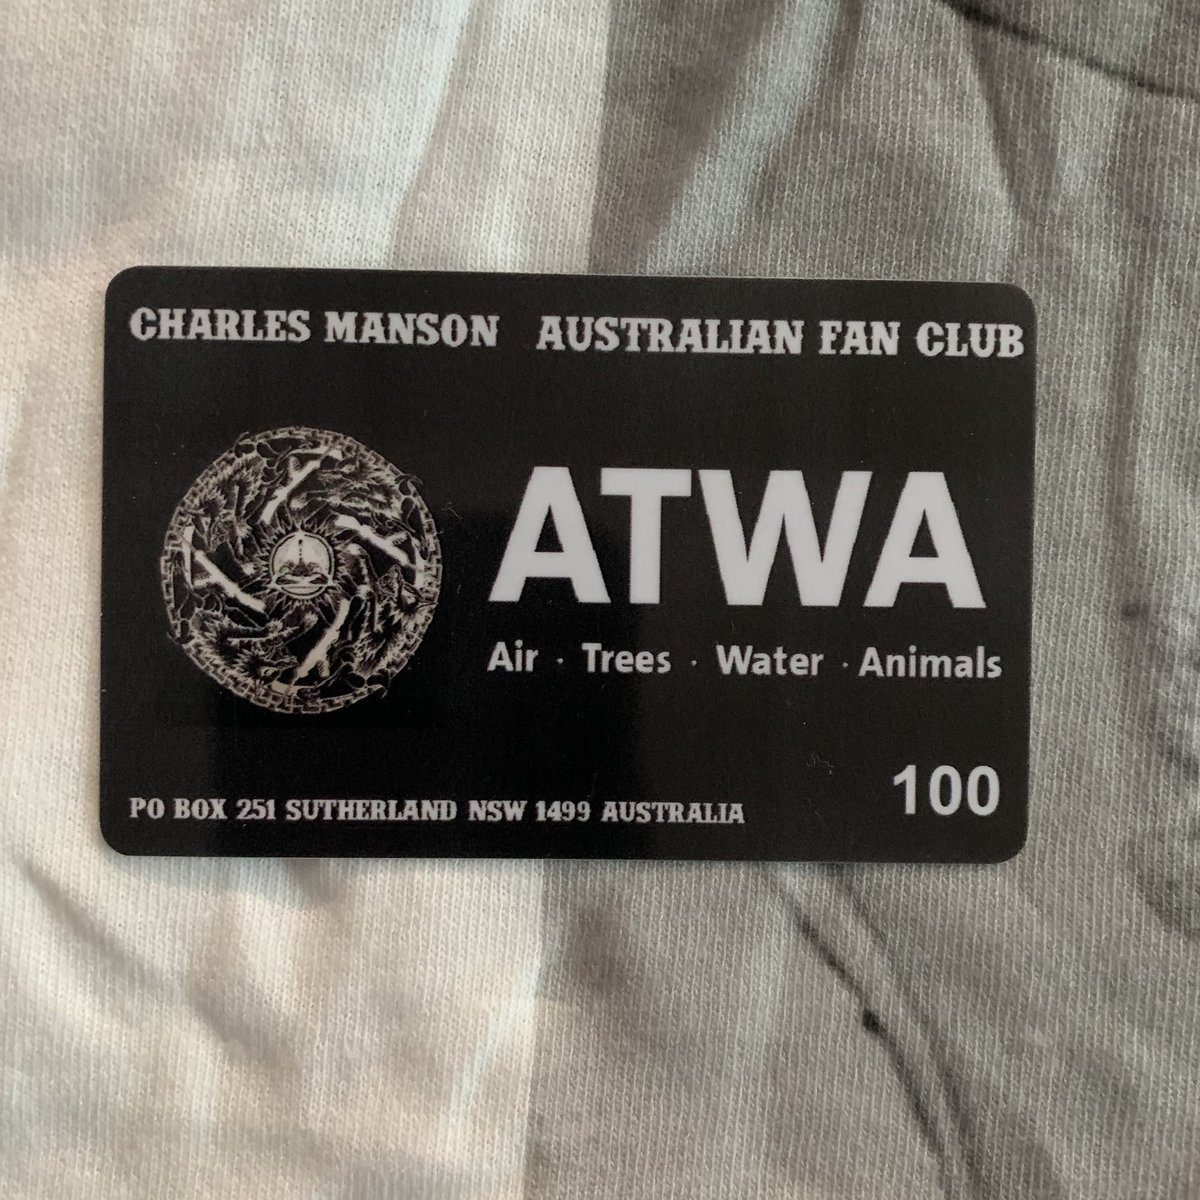 CHARLES MANSON AUSTRALIAN FAN CLUB
ATWA
Air · Trees · Water · Animals
100
PO BOX 251 SUTHERLAND NSW 1499 AUSTRALIA